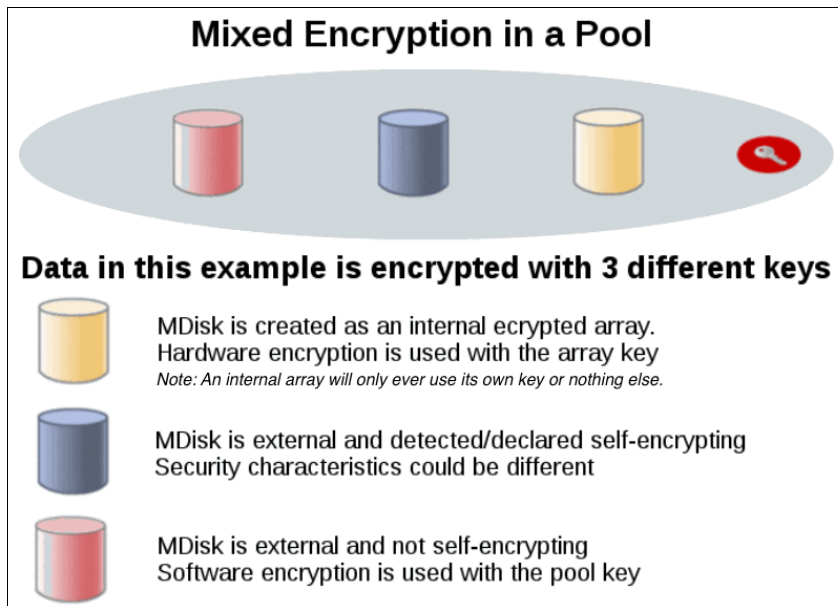 Mixed Encryption in a Pool
Data in this example is encrypted with 3 different keys
MDisk is created as an internal ecrypted array.
Hardware encryption is used with the array key
Note: An internal array will only ever use its own key or nothing else.
MDisk is external and detected/declared self-encrypting
Security characteristics could be different
MDisk is external and not self-encrypting
Software encryption is used with the pool key